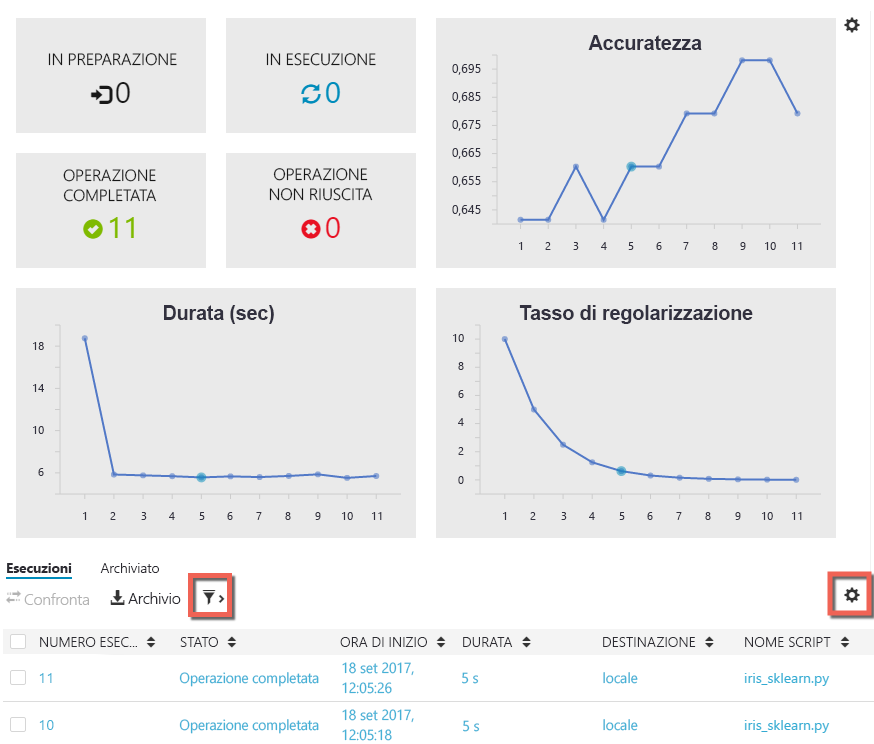 IN PREPARAZIONE
0
IN ESECUZIONE
0
OPERAZIONE
COMPLETATA
11
OPERAZIONE
NON RIUSCITA
0
Accuratezza
0,695
0,685
0,675
0,665
0,655
0,645
1 2 3 4 5 6 7 8 9 10 11
Durata (sec)
18
14
10
6
1 2 3 4 5 6 7 8 9 10 11
Tasso di regolarizzazione
10
8
6
4
2
0
1 2 3 4 5 6 7 8 9 10 11
Esecuzioni Archiviato
Confronta Archivio
NUMERO ESEC... STATO ORA DI INIZIO DURATA DESTINAZIONE NOME SCRIPT
11 Operazione completata 18 set 2017, 12:05:26 5 s locale iris_sklearn.py
10 Operazione completata 18 set 2017, 12:05:18 5 s locale iris_sklearn.py